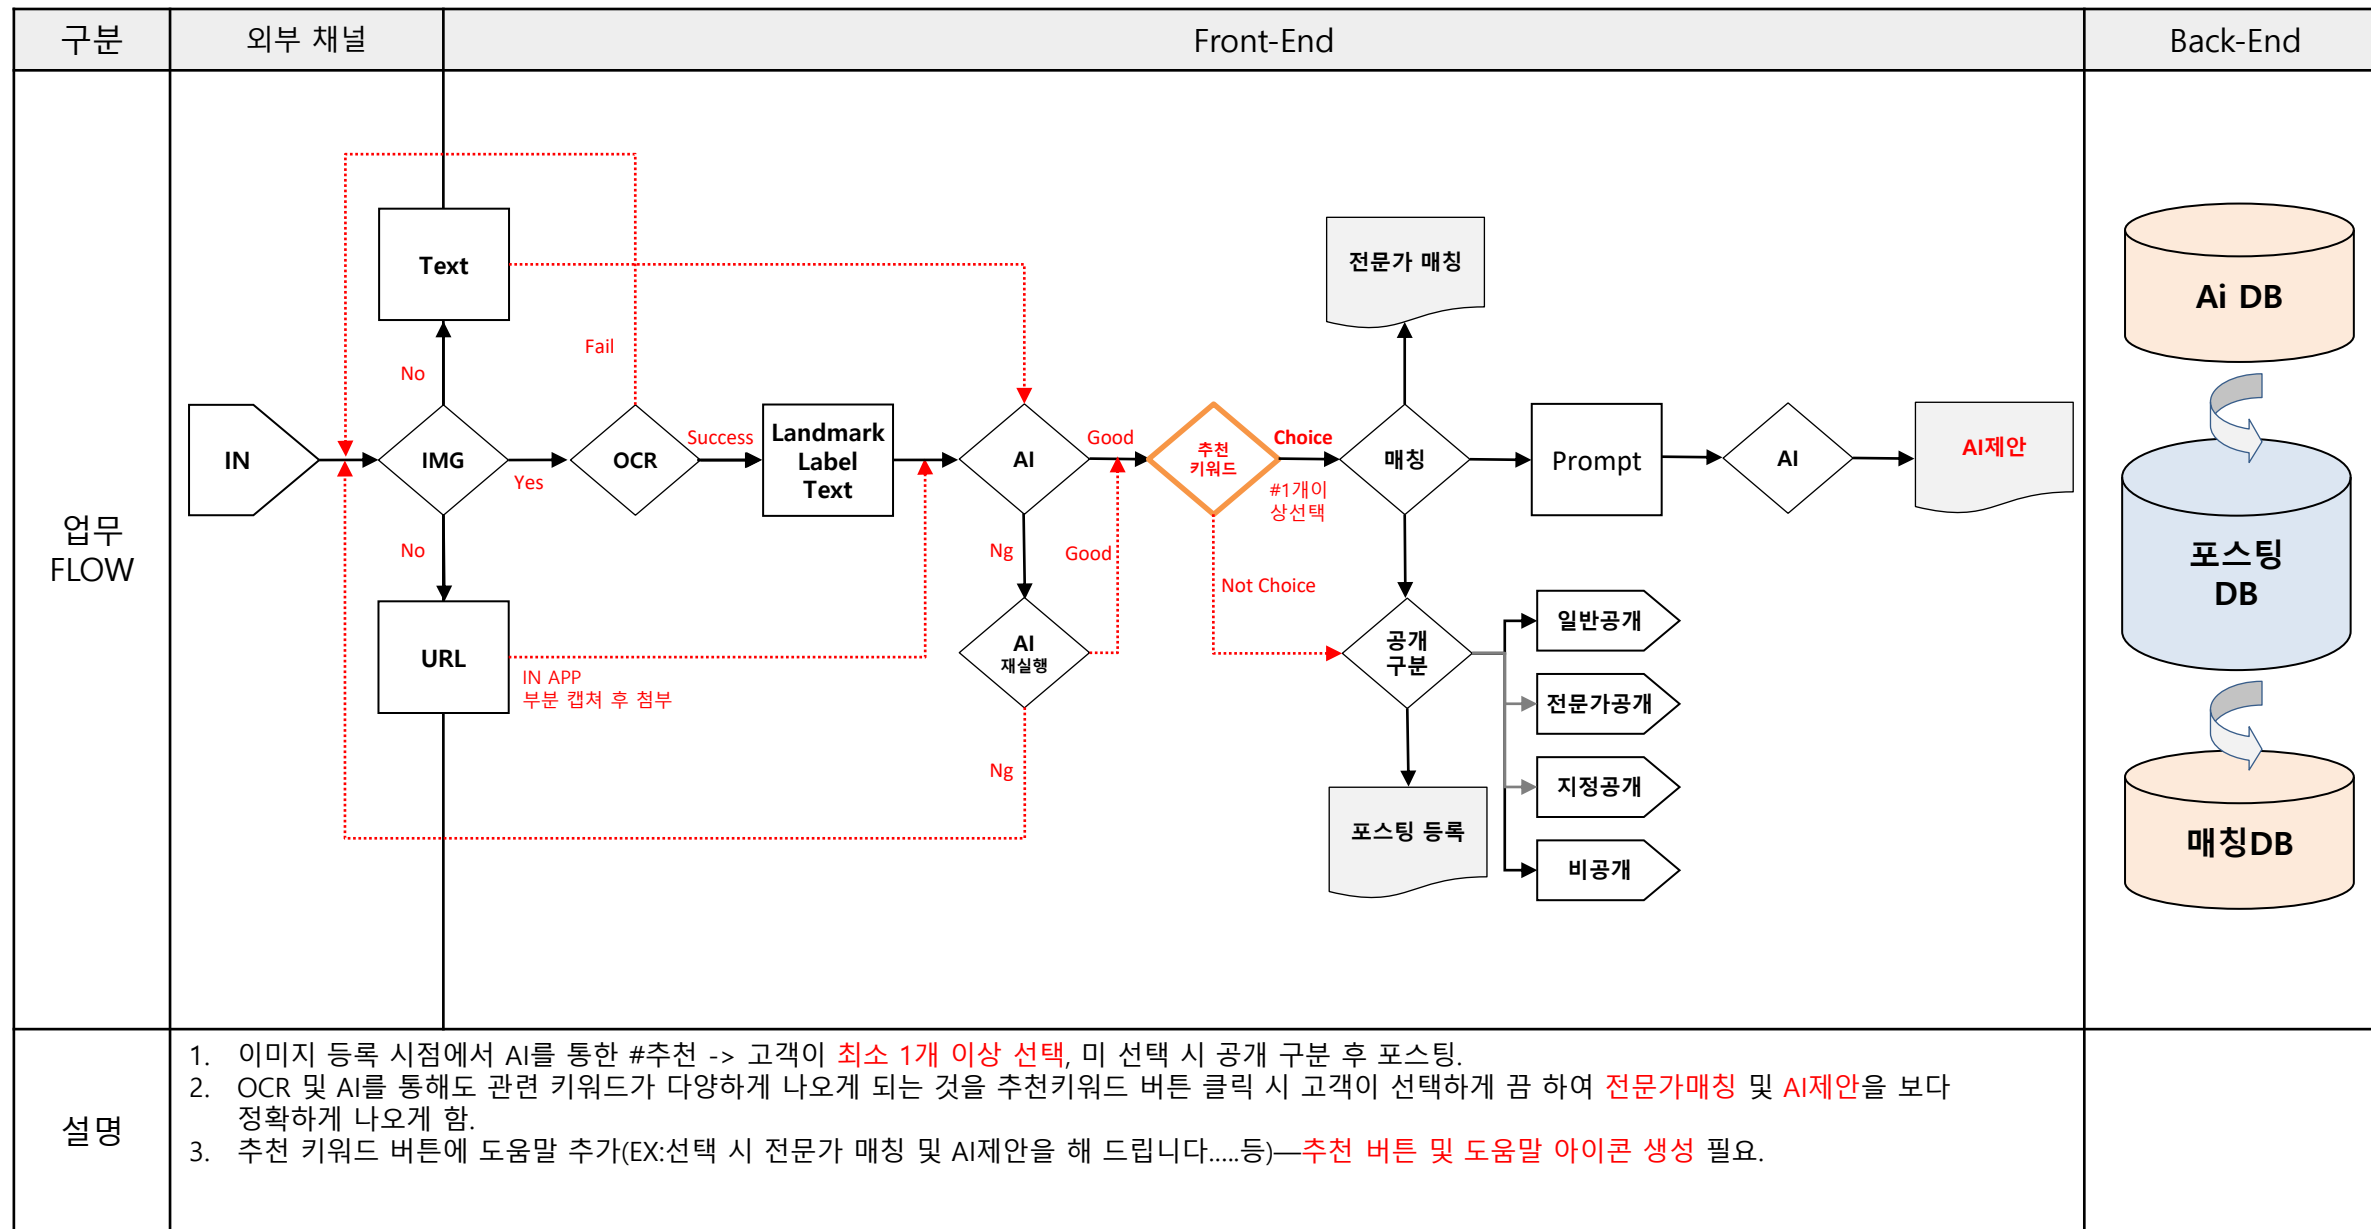 구분
외부 채널
Front-End
Back-End
업무
FLOW
Text
Fail
No
IN
IMG
Yes
OCR
Success
Landmark
Label
Text
AI
Good
추천
키워드
Choice
#1개이
상선택
매칭
전문가 매칭
Prompt
AI
AI제안
No
URL
IN APP
부분 캡쳐 후 첨부
Ng
Good
AI
재실행
Ng
Not Choice
공개
구분
일반공개
전문가공개
지정공개
비공개
포스팅 등록
Ai DB
포스팅
DB
매칭DB
설명
1. 이미지 등록 시점에서 AI를 통한 #추천 -> 고객이 최소 1개 이상 선택, 미 선택 시 공개 구분 후 포스팅.
2. OCR 및 AI를 통해도 관련 키워드가 다양하게 나오게 되는 것을 추천키워드 버튼 클릭 시 고객이 선택하게 끔 하여 전문가매칭 및 AI제안을 보다
정확하게 나오게 함.
3. 추천 키워드 버튼에 도움말 추가(EX:선택 시 전문가 매칭 및 AI제안을 해 드립니다.....등)—추천 버튼 및 도움말 아이콘 생성 필요.